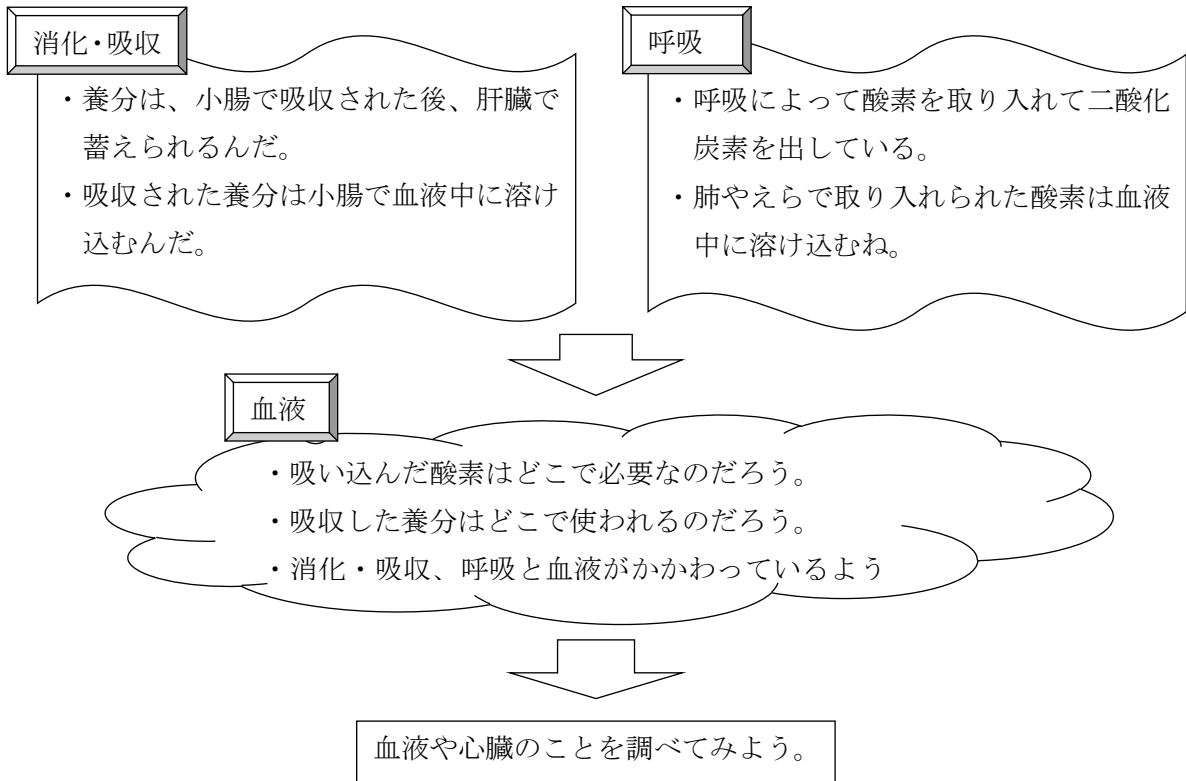 消化・吸収
・養分は、小腸で吸収された後、肝臓で
蓄えられるんだ。
・吸収された養分は小腸で血液中に溶け
込むんだ。
呼吸
・呼吸によって酸素を取り入れて二酸化
炭素を出している。
・肺やえらで取り入れられた酸素は血液
中に溶け込むね。
血液
・吸い込んだ酸素はどこで必要なのだろう。
・吸収した養分はどこで使われるのだろう。
・消化・吸収、呼吸と血液がかかわっているよう
血液や心臓のことを調べてみよう。